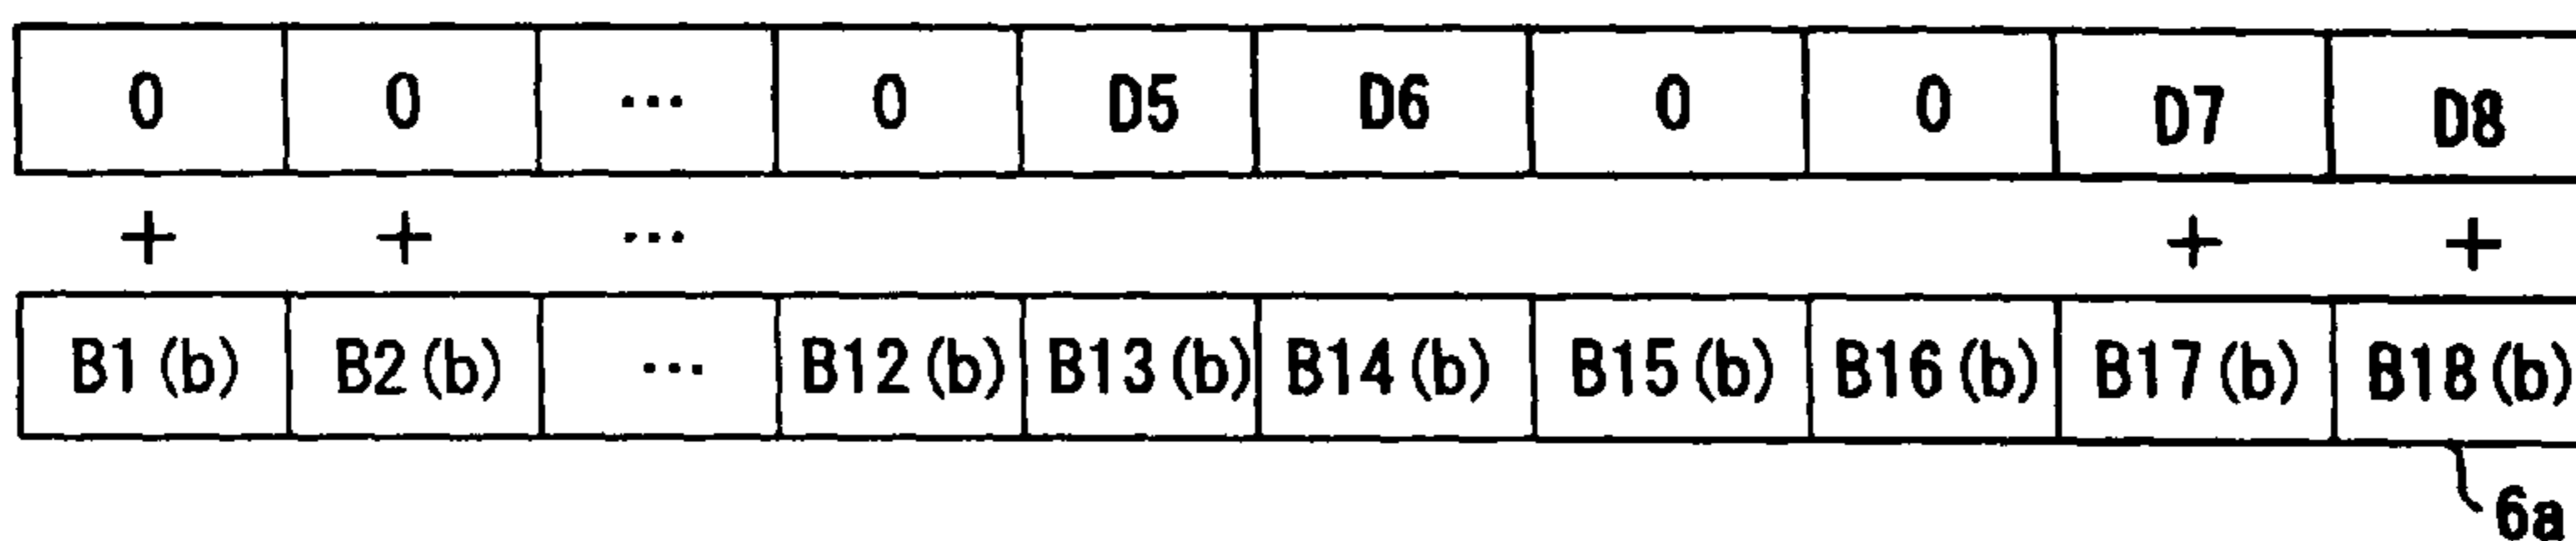 0 0 ... 0 D5 D6 0 0 D7 D8
+ + ... + +
B1(b) B2(b) ... B12(b) B13(b) B14(b) B15(b) B16(b) B17(b) B18(b)
6a